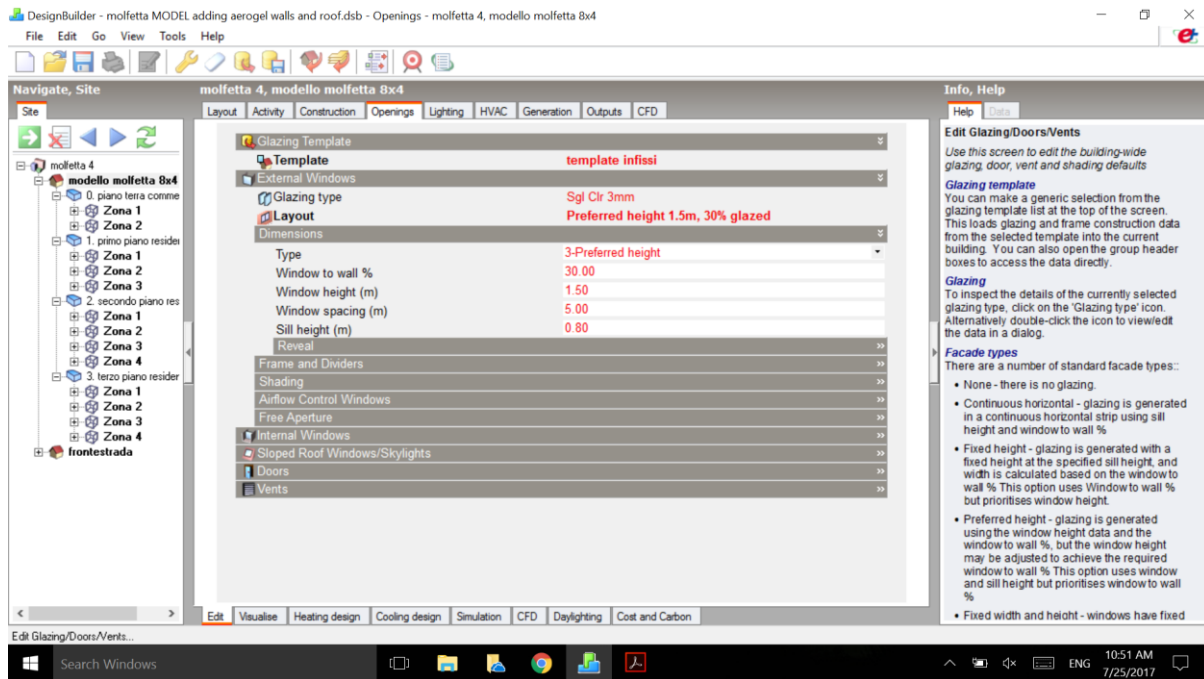 DesignBuilder - molfetta MODEL adding aerogel walls and roof.dsb - Openings - molfetta 4, modello molfetta 8x4
File Edit Go View Tools Help
Navigate, Site
Site
molfetta 4
modello molfetta 8x4
0. piano terra comme
Zona 1
Zona 2
1. primo piano resider
Zona 1
Zona 2
Zona 3
2. secondo piano res
Zona 1
Zona 2
Zona 3
Zona 4
3. terzo piano resider
Zona 1
Zona 2
Zona 3
Zona 4
frontestrada
molfetta 4, modello molfetta 8x4
Layout Activity Construction Openings Lighting HVAC Generation Outputs CFD
Glazing Template
Template template infissi
External Windows
Glazing type Sgl Clr 3mm
Layout Preferred height 1.5m, 30% glazed
Dimensions
Type 3-Preferred height
Window to wall % 30.00
Window height (m) 1.50
Window spacing (m) 5.00
Sill height (m) 0.80
Reveal
Frame and Dividers
Shading
Airflow Control Windows
Free Aperture
Internal Windows
Sloped Roof Windows/Skylights
Doors
Vents
Edit Visualise Heating design Cooling design Simulation CFD Daylighting Cost and Carbon
Info, Help
Help Data
Edit Glazing/Doors/Vents
Use this screen to edit the building-wide
glazing, door, vent and shading defaults
Glazing template
You can make a generic selection from the
glazing template list at the top of the screen.
This loads glazing and frame construction data
from the selected template into the current
building. You can also open the group header
boxes to access the data directly.
Glazing
To inspect the details of the currently selected
glazing type, click on the 'Glazing type' icon.
Alternatively double-click the icon to view/edit
the data in a dialog.
Facade types
There are a number of standard facade types::
• None - there is no glazing.
• Continuous horizontal - glazing is generated
in a continuous horizontal strip using sill
height and window to wall %
• Fixed height - glazing is generated with a
fixed height at the specified sill height, and
width is calculated based on the window to
wall % This option uses Window to wall %
but prioritises window height.
• Preferred height - glazing is generated
using the window height data and the
window to wall %, but the window height
may be adjusted to achieve the required
window to wall % This option uses window
and sill height but prioritises window to wall
%
• Fixed width and height - windows have fixed
Edit Glazing/Doors/Vents...
Search Windows
ENG
10:51 AM
7/25/2017